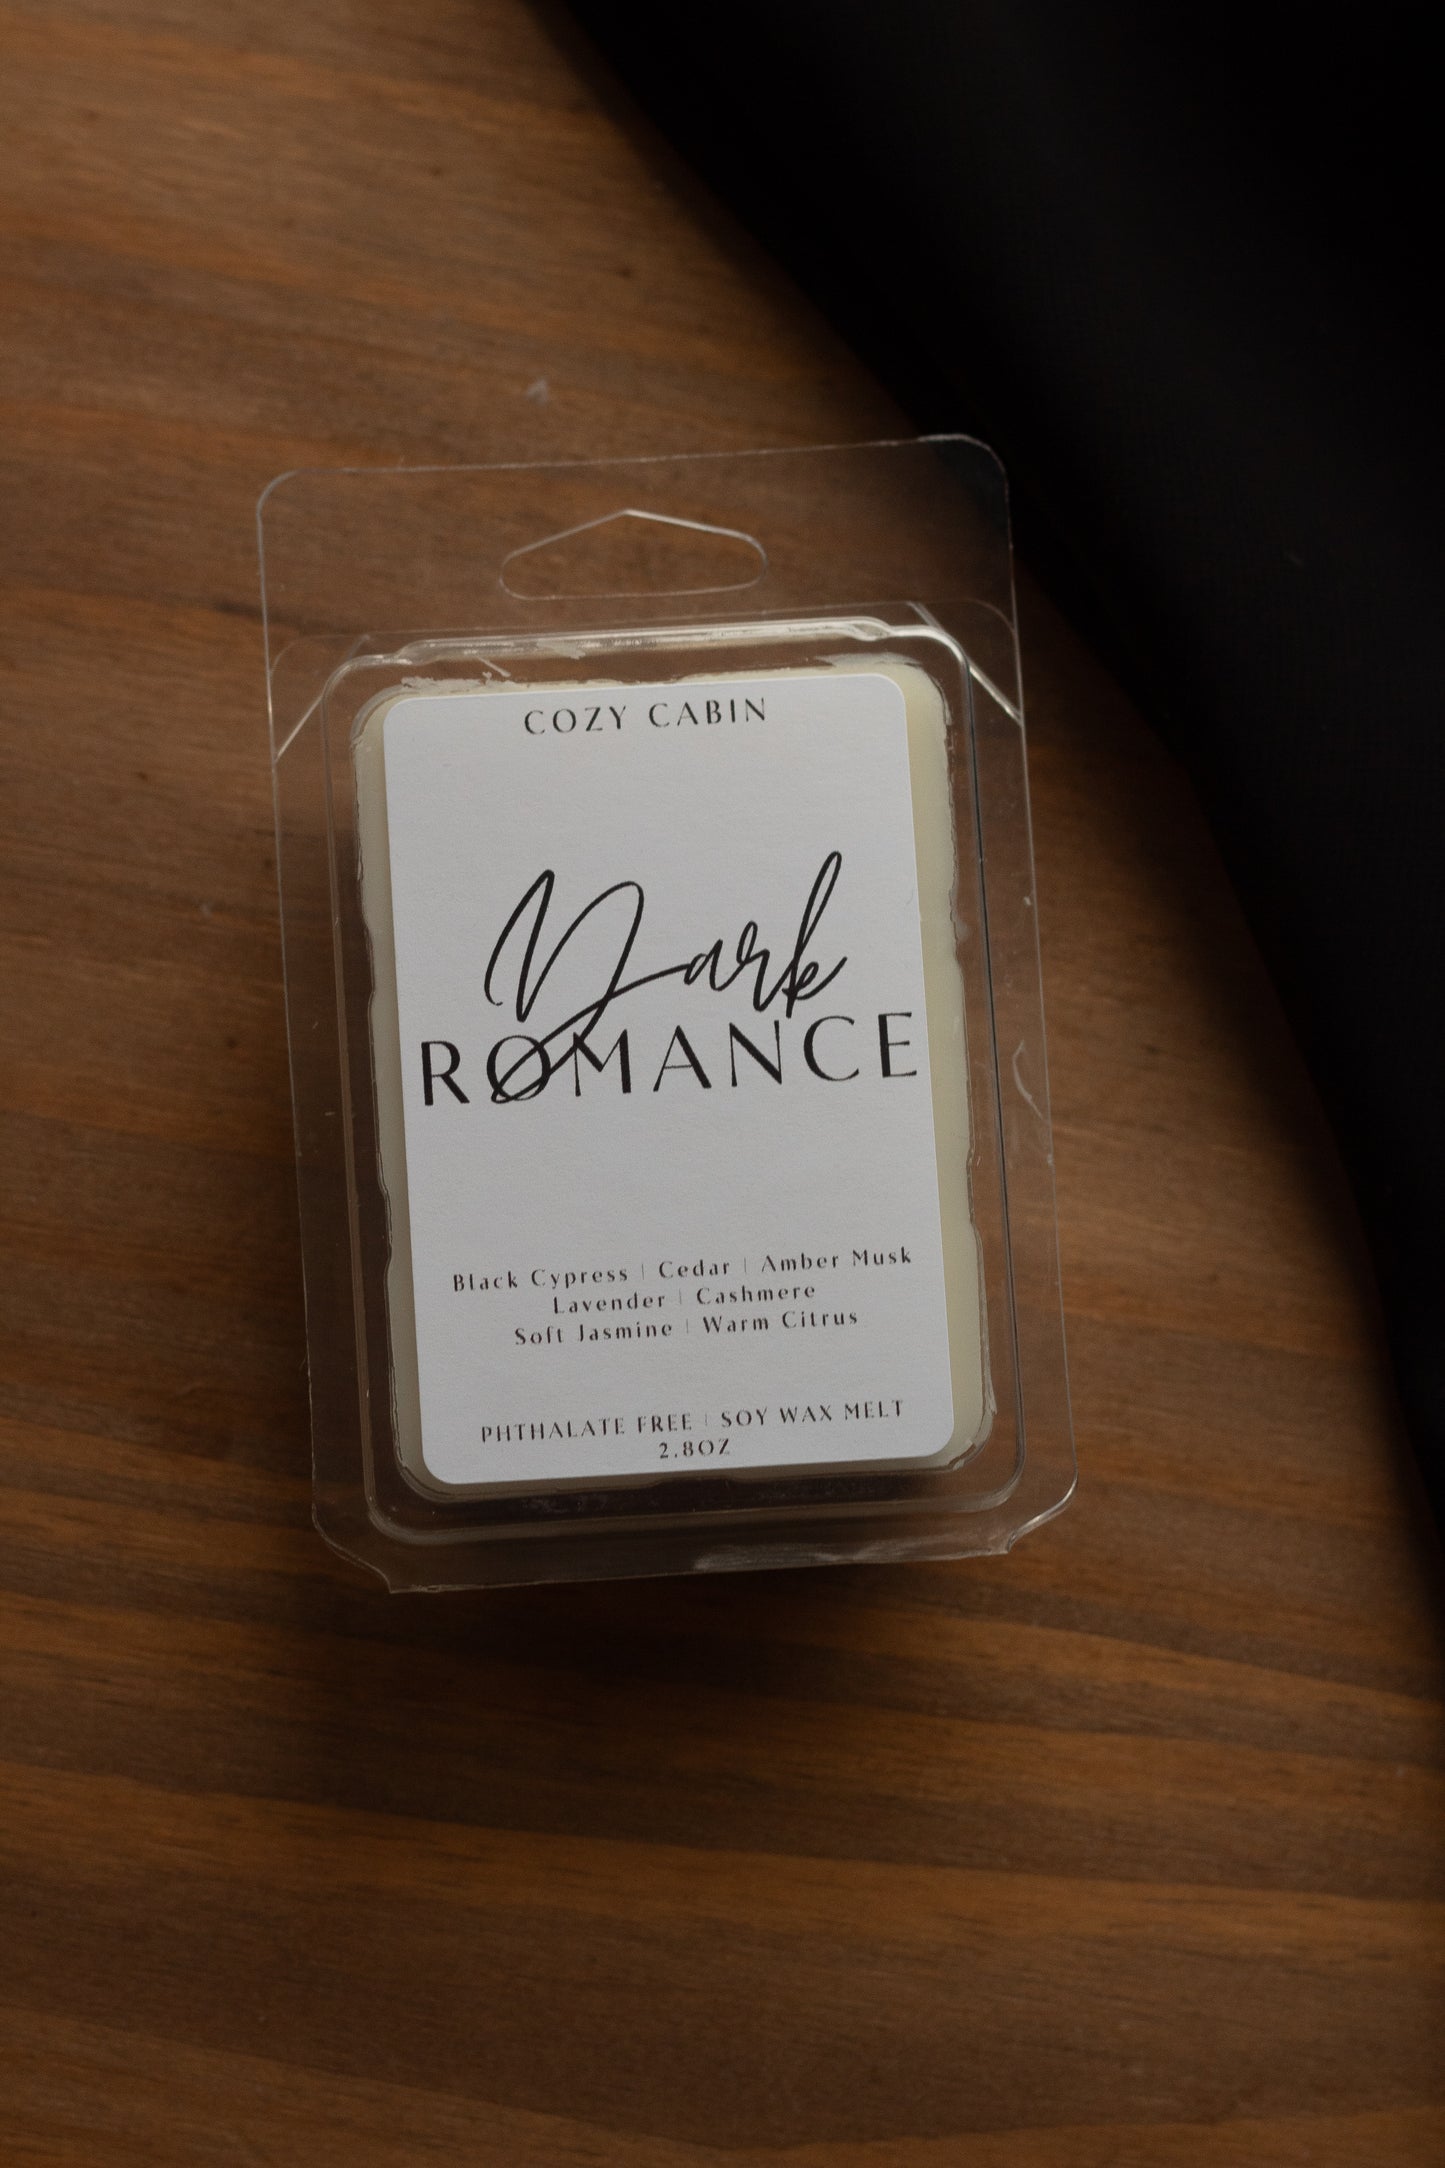 COZY CABIN
Dark
ROMANCE
Black Cypress | Cedar | Amber Musk
Lavender | Cashmere
Soft Jasmine | Warm Citrus
PHTHALATE FREE | SOY WAX MELT
2.8OZ